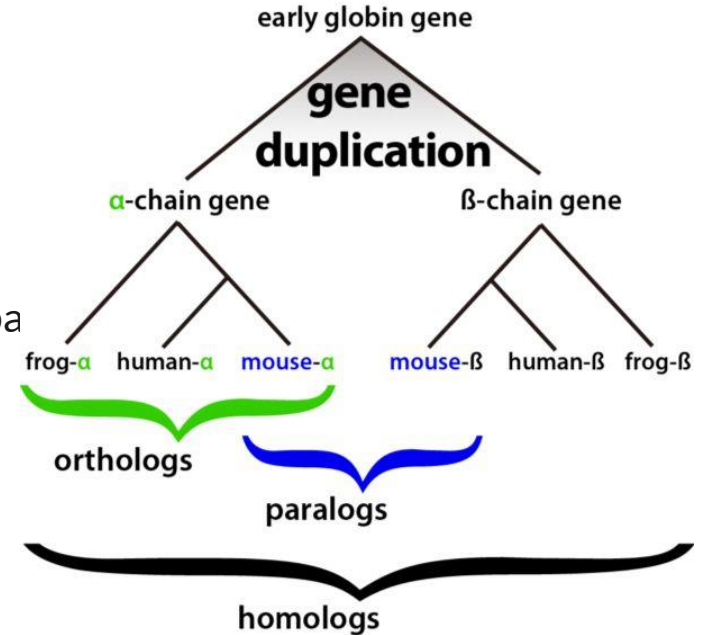 early globin gene
gene
duplication
α-chain gene ß-chain gene
pa
frog-α human-α mouse-α mouse-ß human-ß frog-ß
orthologs
paralogs
homologs